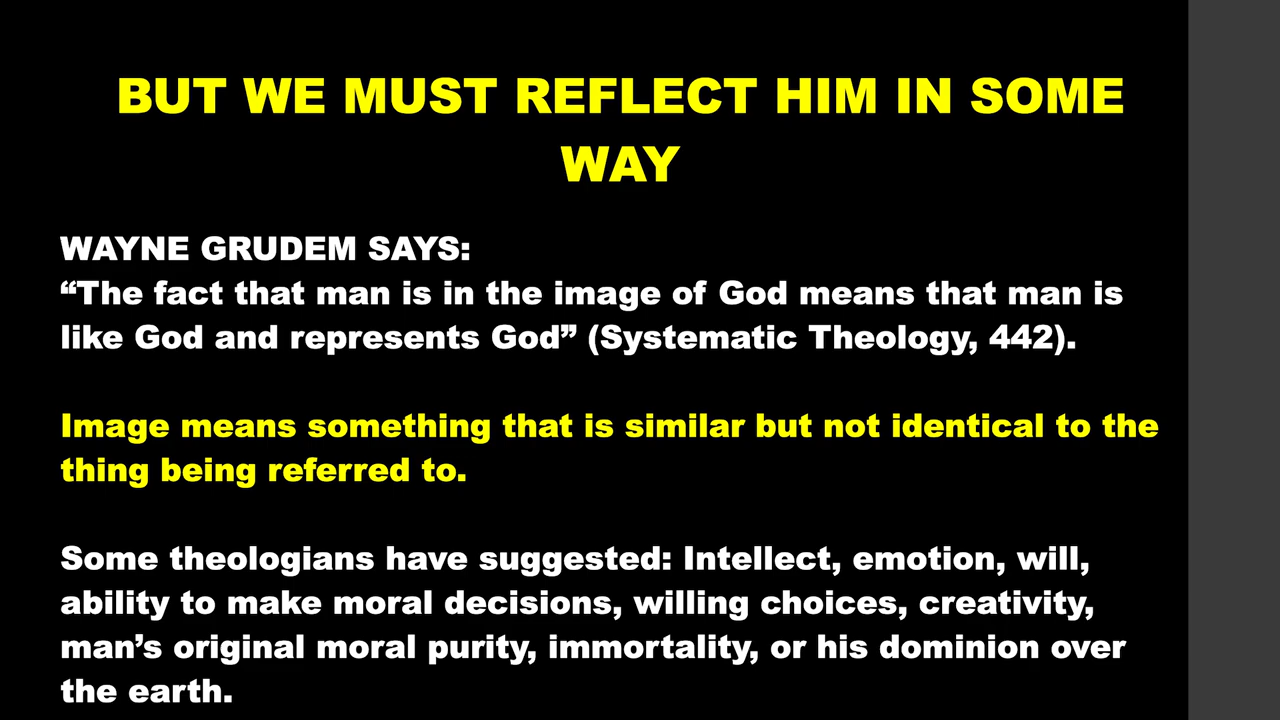 BUT WE MUST REFLECT HIM IN SOME
WAY
WAYNE GRUDEM SAYS:
“The fact that man is in the image of God means that man is
like God and represents God” (Systematic Theology, 442).
Image means something that is similar but not identical to the
thing being referred to.
Some theologians have suggested: Intellect, emotion, will,
ability to make moral decisions, willing choices, creativity,
man’s original moral purity, immortality, or his dominion over
the earth.